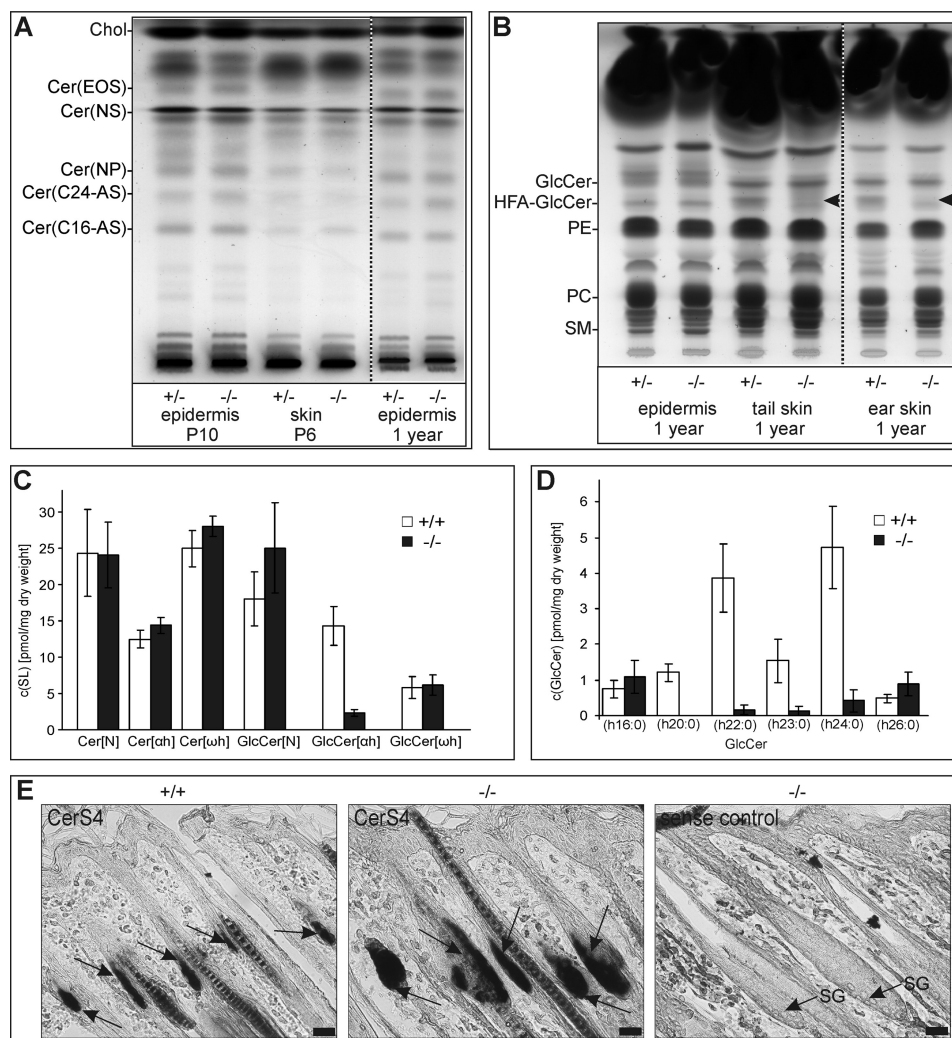 A
Chol
Cer(EOS)
Cer(NS)
Cer(NP)
Cer(C24-AS)
Cer(C16-AS)
+/- -/- +/- -/- +/- -/-
epidermis skin epidermis
P10 P6 1 year
B
GlcCer
HFA-GlcCer
PE
PC
SM
+/- -/- +/- -/- +/- -/-
epidermis tail skin ear skin
1 year 1 year 1 year
C
c(SL) [pmol/mg dry weight]
30
25
20
15
10
5
0
+/+
-/-
Cer[N] Cer[αh] Cer[ωh] GlcCer[N] GlcCer[αh] GlcCer[ωh]
D
c(GlcCer) [pmol/mg dry weight]
6
5
4
3
2
1
0
+/+
-/-
(h16:0) (h20:0) (h22:0) (h23:0) (h24:0) (h26:0)
GlcCer
E
+/+ -/- -/-
CerS4 CerS4 sense control
SG SG